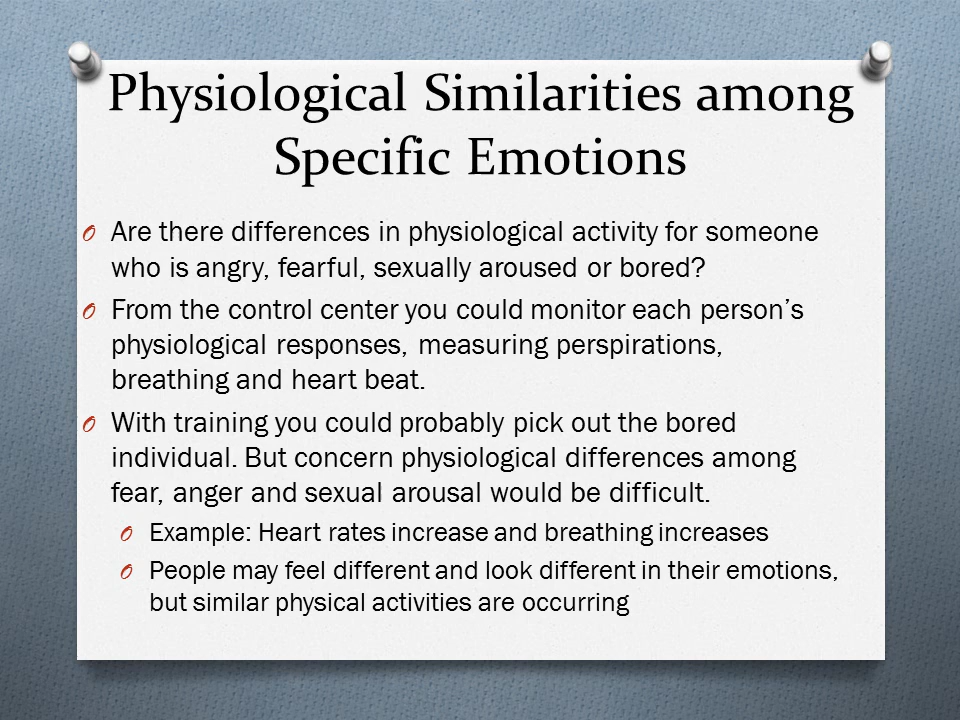 Physiological Similarities among
Specific Emotions
Are there differences in physiological activity for someone
who is angry, fearful, sexually aroused or bored?
From the control center you could monitor each person’s
physiological responses, measuring perspirations,
breathing and heart beat.
With training you could probably pick out the bored
individual. But concern physiological differences among
fear, anger and sexual arousal would be difficult.
Example: Heart rates increase and breathing increases
People may feel different and look different in their emotions,
but similar physical activities are occurring